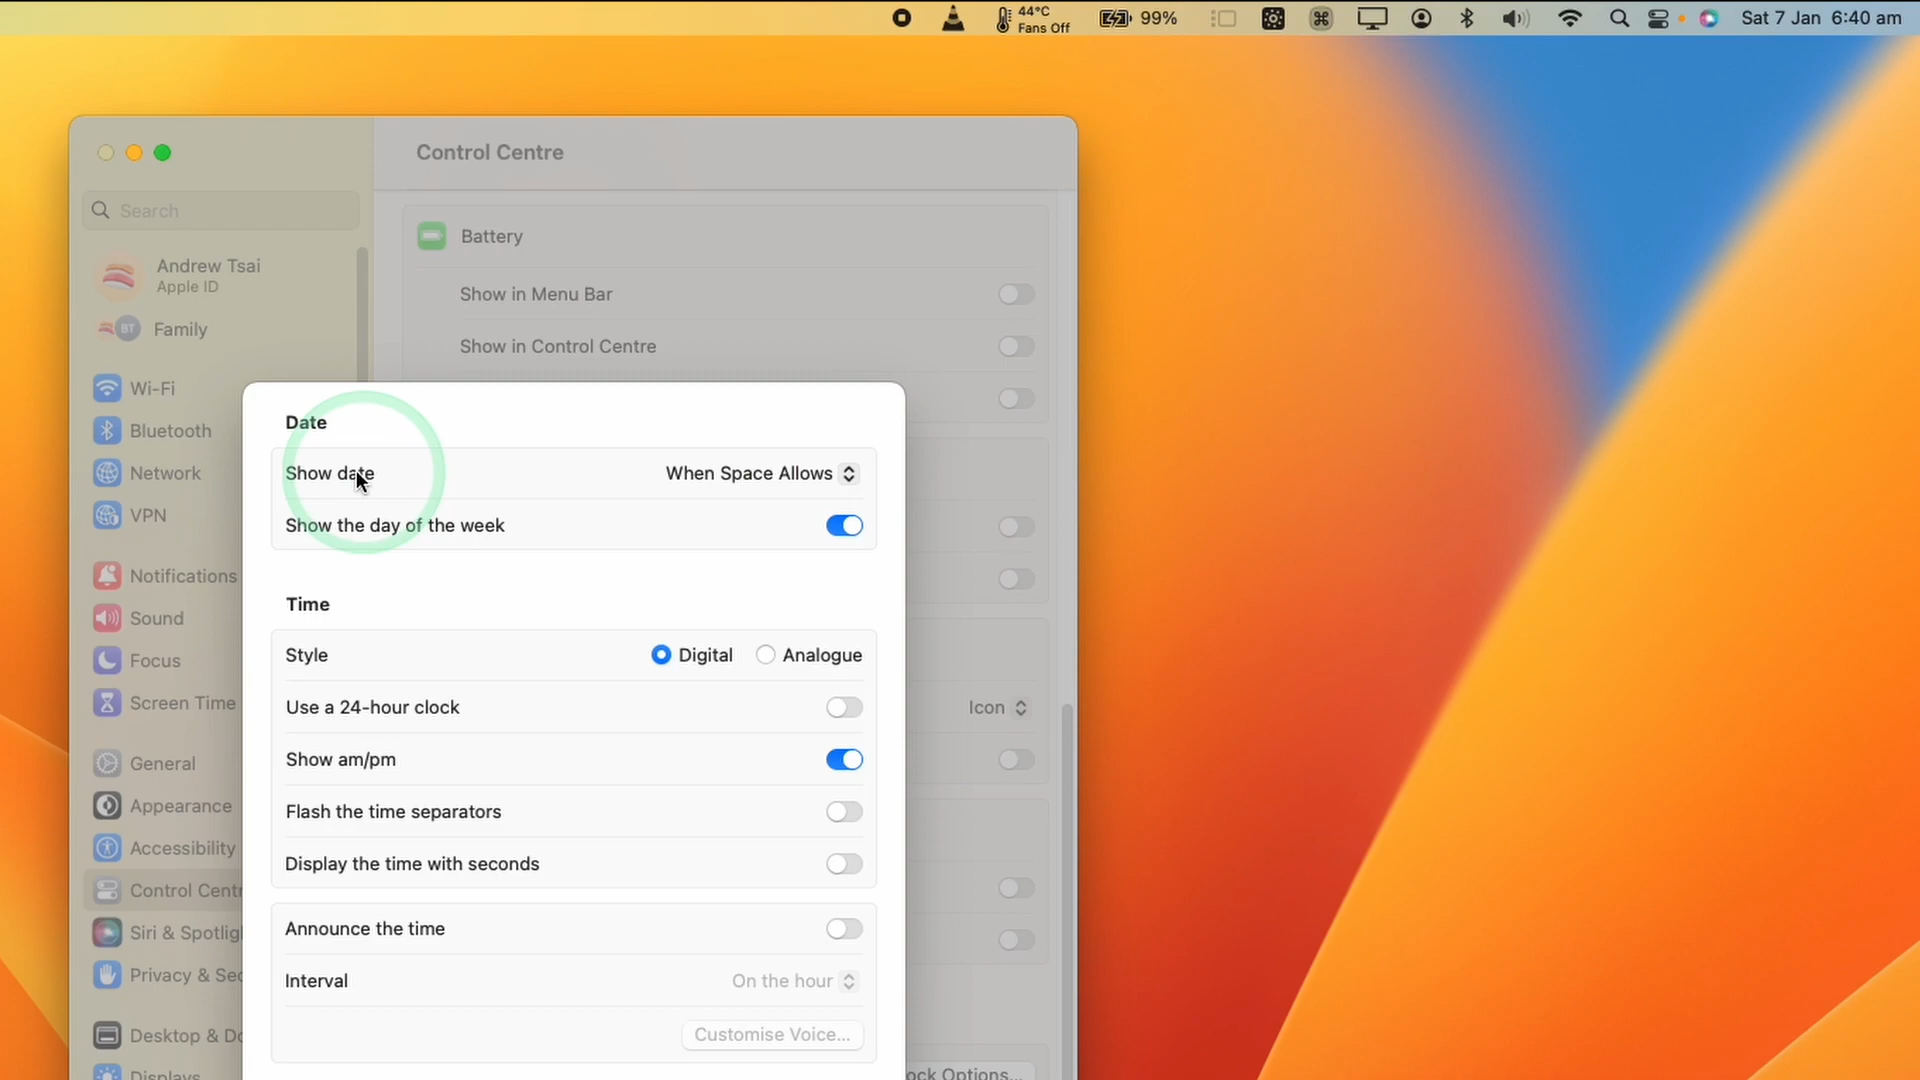 44°C
Fans Off
99%
Sat 7 Jan 6:40 am
Control Centre
Search
Andrew Tsai
Apple ID
BT Family
Wi-Fi
Bluetooth
Network
VPN
Notifications
Sound
Focus
Screen Time
General
Appearance
Accessibility
Control Centr
Siri & Spotlig
Privacy & Sec
Desktop & Do
Displays
Battery
Show in Menu Bar
Show in Control Centre
Date
Show date When Space Allows
Show the day of the week
Time
Style Digital Analogue
Use a 24-hour clock
Show am/pm
Flash the time separators
Display the time with seconds
Announce the time
Interval On the hour
Customise Voice...
Icon
ock Options...